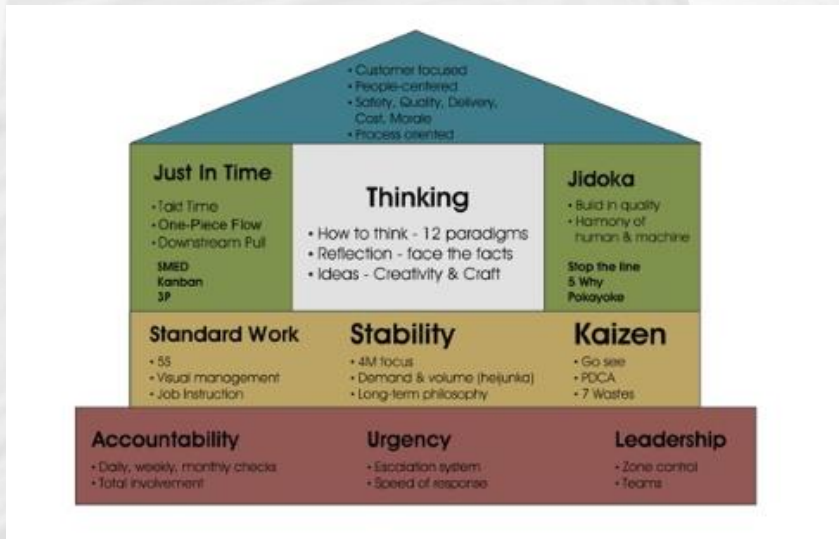 • Customer focused
• People-centered
• Safety, Quality, Delivery,
Cost, Morale
• Process oriented
Just In Time
• Takt Time
• One-Piece Flow
• Downstream Pull
SMED
Kanban
3P
Thinking
• How to think - 12 paradigms
• Reflection - face the facts
• Ideas - Creativity & Craft
Jidoka
• Build in quality
• Harmony of
human & machine
Stop the line
5 Why
Pokayoke
Standard Work
• 5S
• Visual management
• Job Instruction
Stability
• 4M focus
• Demand & volume (heijunka)
• Long-term philosophy
Kaizen
• Go see
• PDCA
• 7 Wastes
Accountability
• Daily, weekly, monthly checks
• Total involvement
Urgency
• Escalation system
• Speed of response
Leadership
• Zone control
• Teams